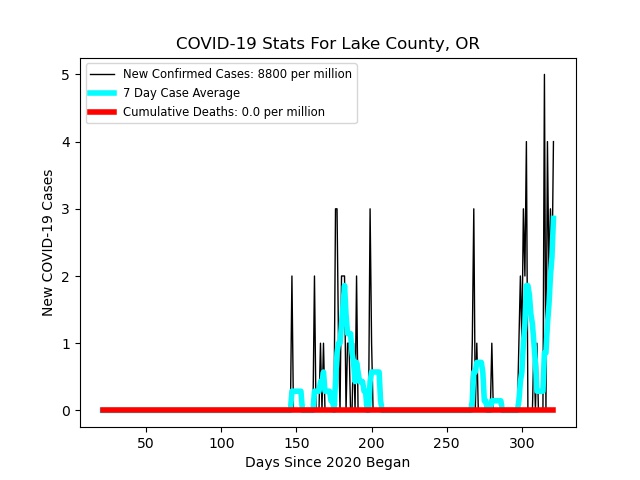 COVID-19 Stats For Lake County, OR
New Confirmed Cases: 8800 per million
7 Day Case Average
Cumulative Deaths: 0.0 per million
New COVID-19 Cases
5
4
3
2
1
0
50 100 150 200 250 300
Days Since 2020 Began